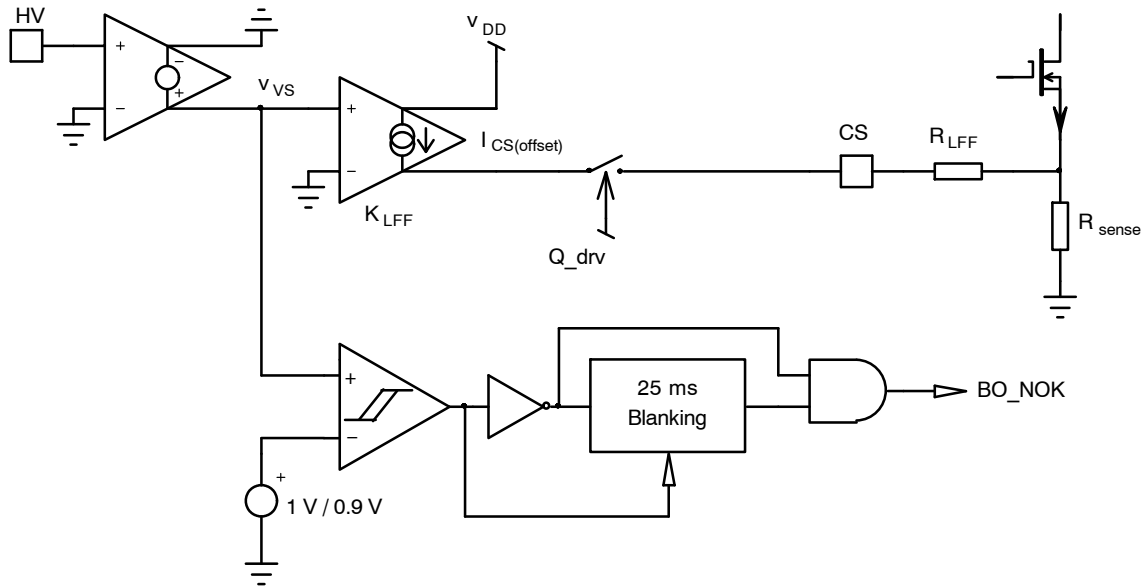 HV
+
−
−
+
v VS
v DD
+
−
I CS(offset)
K LFF
Q_drv
CS
R LFF
R sense
+
−
+
1 V / 0.9 V
25 ms
Blanking
BO_NOK